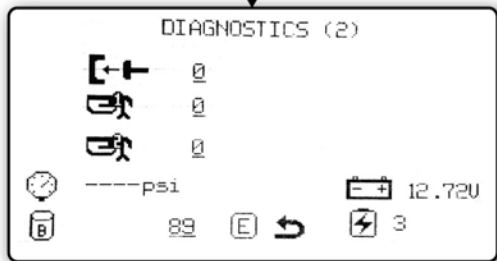 DIAGNOSTICS (2)
0
0
0
----psi - + 12.72V
B 89 E 3